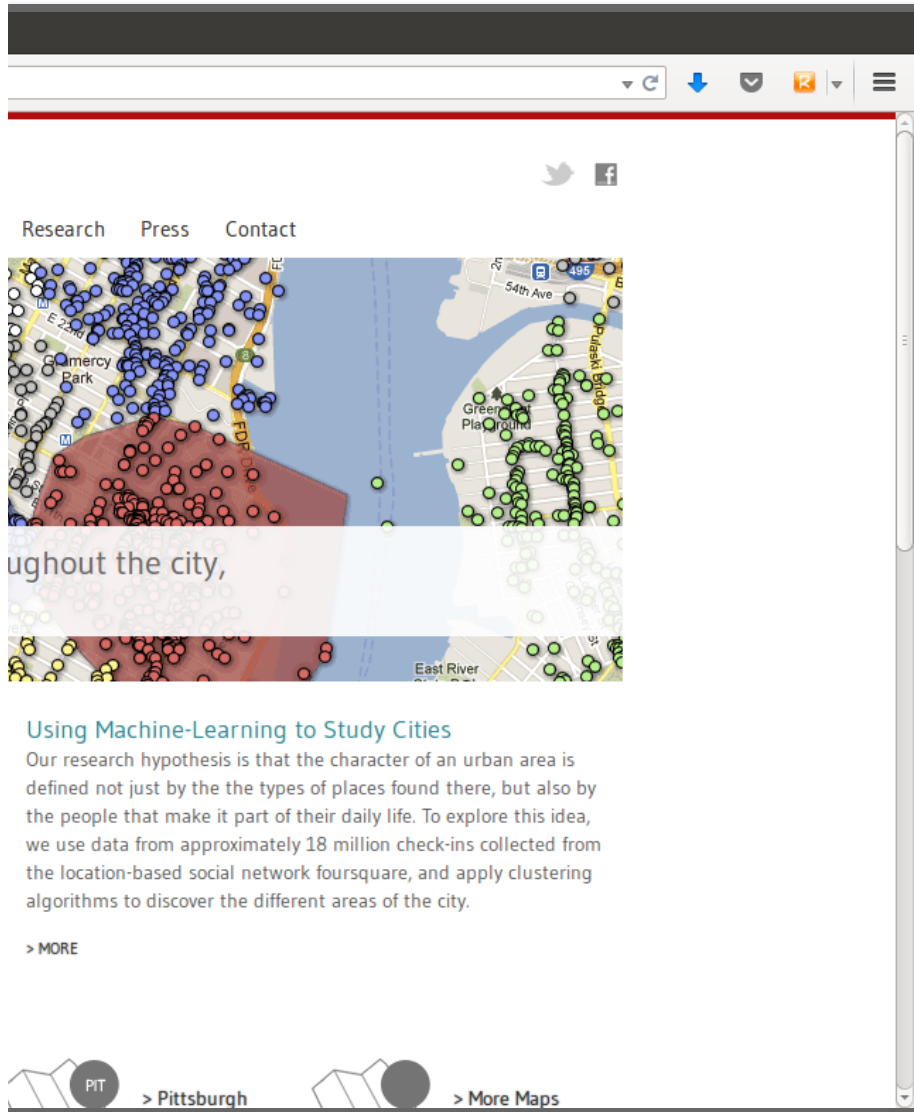 Research Press Contact
2n
495
54th Ave
E 22nd
M
Gramercy
Park
8
Pulaski Bridge
M
FDR Drive
ughout the city,
East River
Using Machine-Learning to Study Cities
Our research hypothesis is that the character of an urban area is
defined not just by the the types of places found there, but also by
the people that make it part of their daily life. To explore this idea,
we use data from approximately 18 million check-ins collected from
the location-based social network foursquare, and apply clustering
algorithms to discover the different areas of the city.
> MORE
PIT
> Pittsburgh
> More Maps